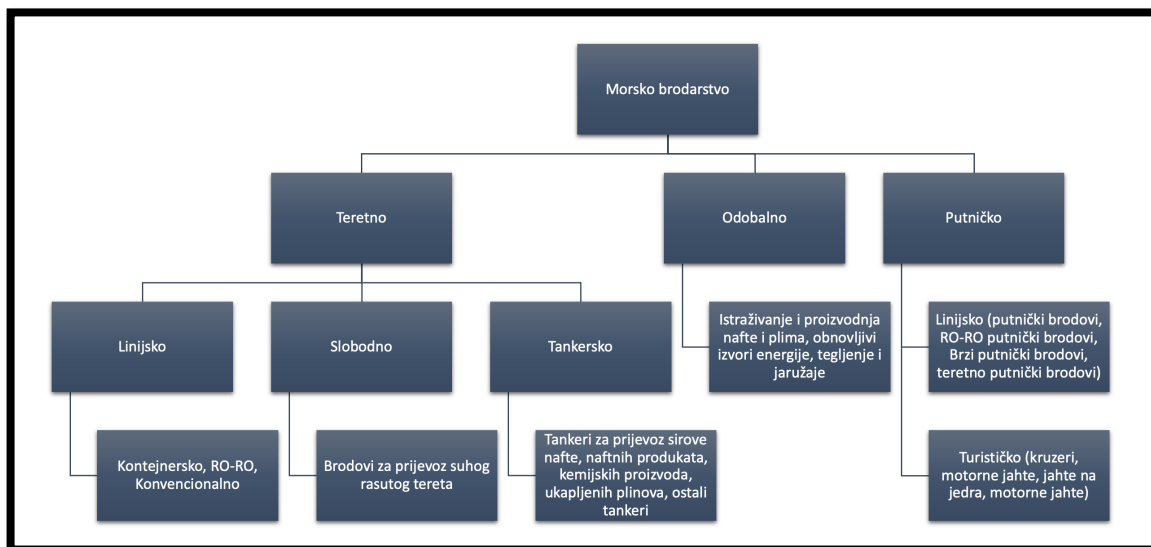 Morsko brodarstvo
Teretno
Odobalno
Putničko
Linijsko
Slobodno
Tankersko
Istraživanje i proizvodnja
nafte i plima, obnovljivi
izvori energije, tegljenje i
jaružaje
Linijsko (putnički brodovi,
RO-RO putnički brodovi,
Brzi putnički brodovi,
teretno putnički brodovi)
Kontejnersko, RO-RO,
Konvencionalno
Brodovi za prijevoz suhog
rasutog tereta
Tankeri za prijevoz sirove
nafte, naftnih produkata,
kemijskih proizvoda,
ukapljenih plinova, ostali
tankeri
Turističko (kruzeri,
motorne jahte, jahte na
jedra, motorne jahte)